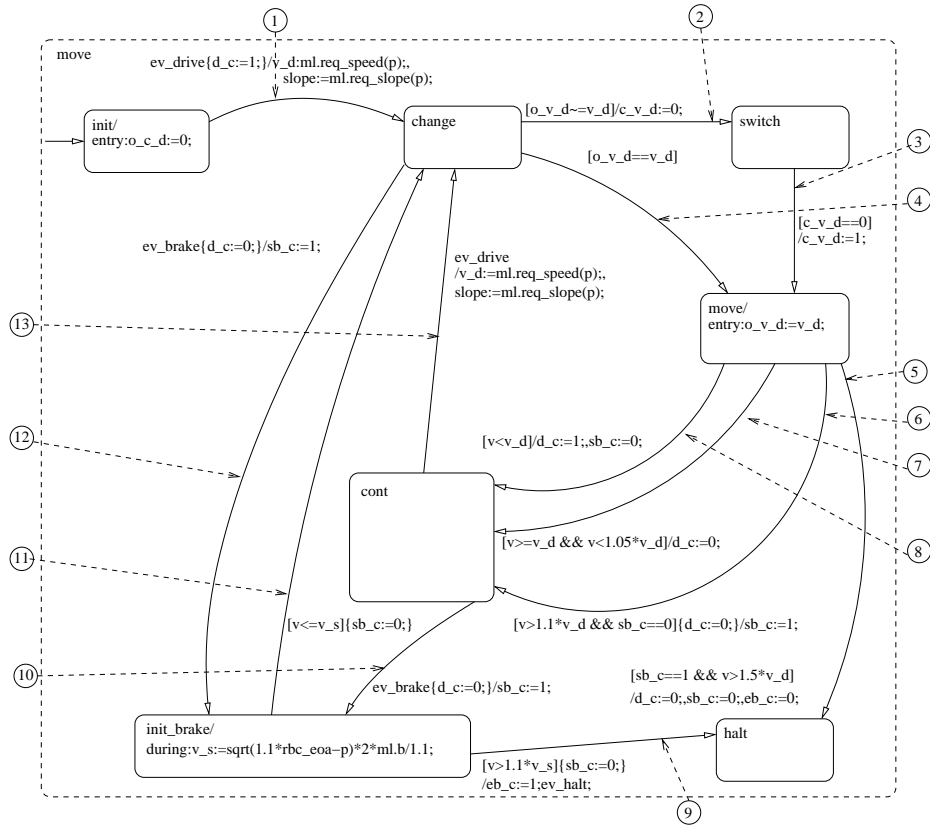 1
2
move
ev_drive{d_c:=1;}/v_d:ml.req_speed(p);,
slope:=ml.req_slope(p);
init/
entry:o_c_d:=0;
change
[o_v_d~=v_d]/c_v_d:=0;
switch
3
[o_v_d==v_d]
4
[c_v_d==0]
/c_v_d:=1;
ev_brake{d_c:=0;}/sb_c:=1;
ev_drive
/v_d:=ml.req_speed(p);,
slope:=ml.req_slope(p);
move/
entry:o_v_d:=v_d;
13
5
6
12
[v<v_d]/d_c:=1;,sb_c:=0;
7
cont
[v>=v_d && v<1.05*v_d]/d_c:=0;
8
11
[v<=v_s]{sb_c:=0;}
[v>1.1*v_d && sb_c==0]{d_c:=0;}/sb_c:=1;
10
ev_brake{d_c:=0;}/sb_c:=1;
[sb_c==1 && v>1.5*v_d]
/d_c:=0;,sb_c:=0;,eb_c:=0;
init_brake/
during:v_s:=sqrt(1.1*rbc_eoa−p)*2*ml.b/1.1;
halt
[v>1.1*v_s]{sb_c:=0;}
/eb_c:=1;ev_halt;
9